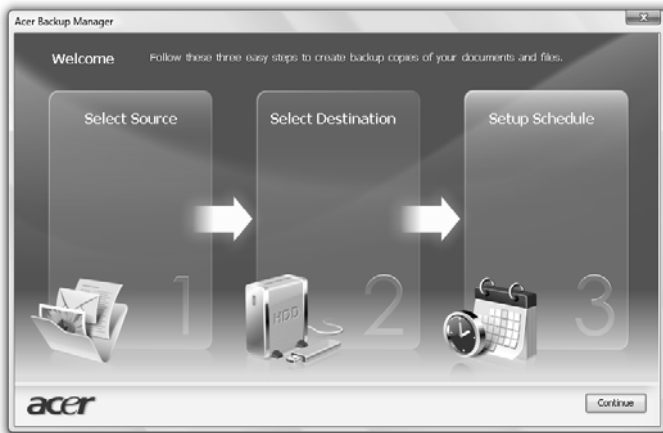 Acer Backup Manager
Welcome
Follow these three easy steps to create backup copies of your documents and files.
Select Source
Select Destination
Setup Schedule
1
HDD
2
3
acer
Continue